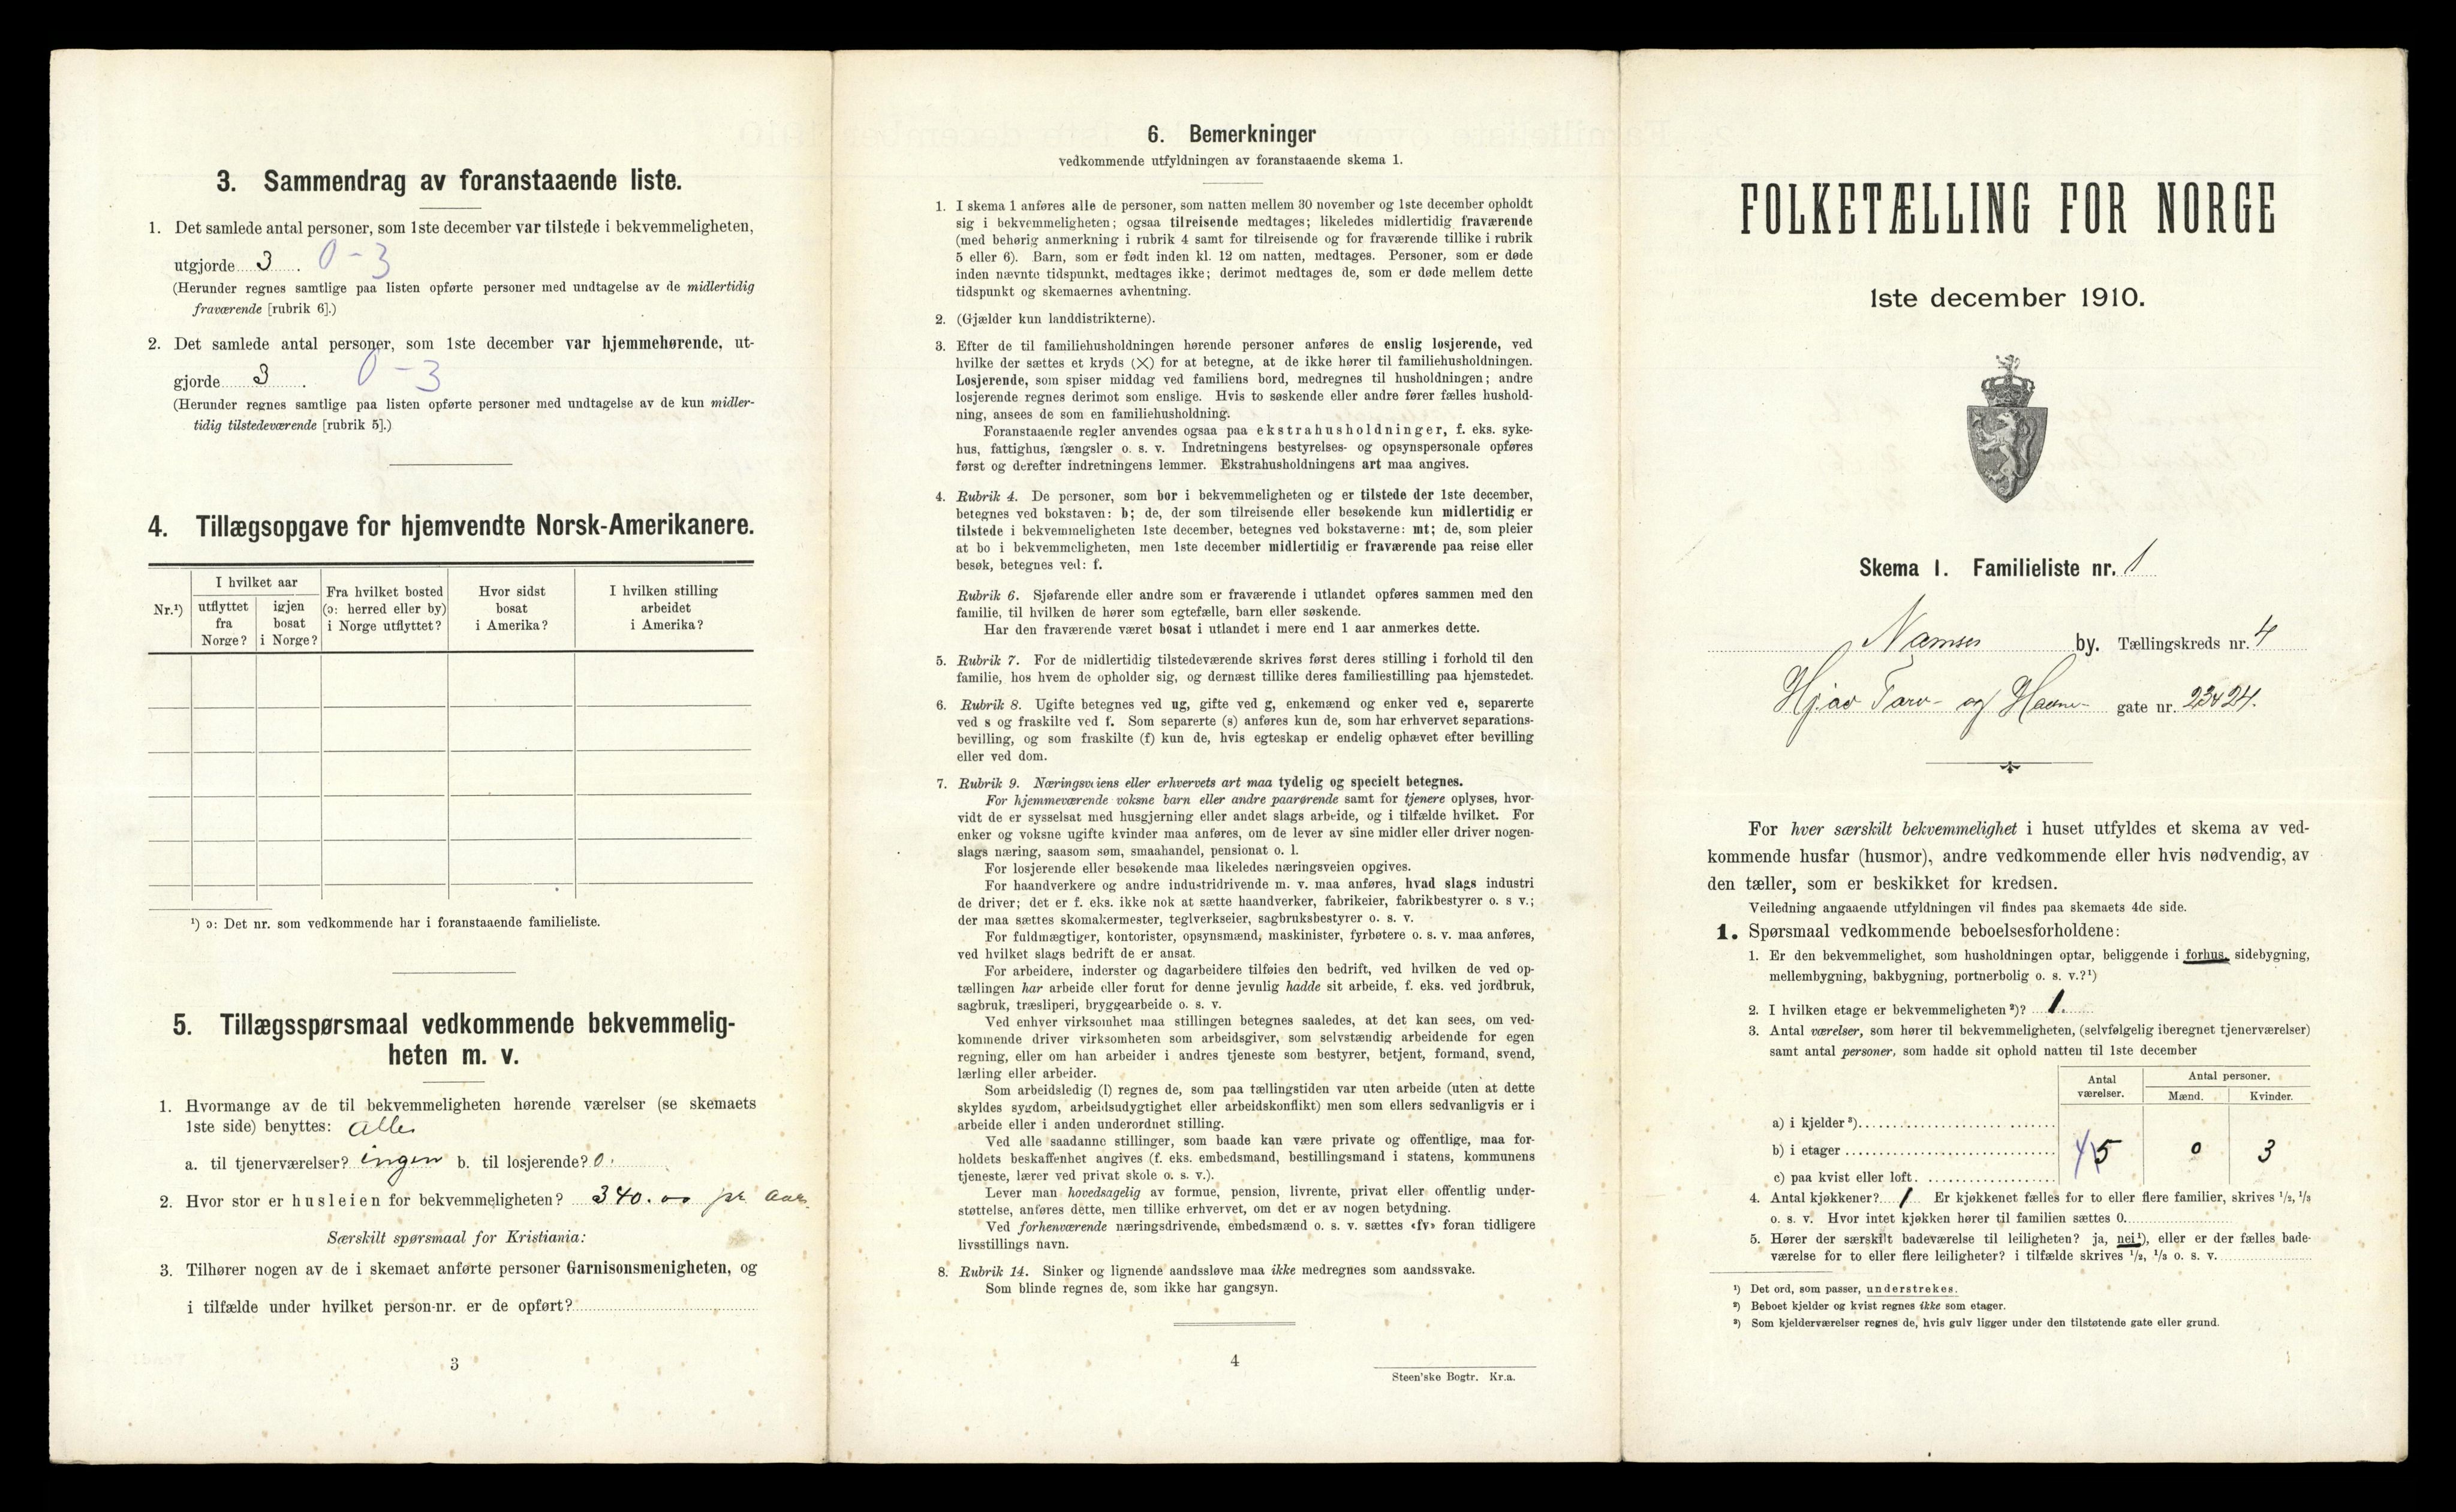 3. Sammendrag av foranstaaende liste.
1. Det samlede antal personer, som 1ste december var tilstede i bekvemmeligheten,
utgjorde 3. 0 - 3
(Herunder regnes samtlige paa listen opførte personer med undtagelse av de midlertidig
fraværende [rubrik 6].)
2. Det samlede antal personer, som 1ste december var hjemmehørende, ut-
gjorde 3. 0 - 3
(Herunder regnes samtlige paa listen opførte personer med undtagelse av de kun midler-
tidig tilstedeværende [rubrik 5].)
4. Tillægsopgave for hjemvendte Norsk-Amerikanere.
Nr.¹)
I hvilket aar
utflyttet fra Norge?
igjen bosat i Norge?
Fra hvilket bosted (ɔ: herred eller by) i Norge utflyttet?
Hvor sidst bosat i Amerika?
I hvilken stilling arbeidet i Amerika?
¹) ɔ: Det nr. som vedkommende har i foranstaaende familieliste.
5. Tillægsspørsmaal vedkommende bekvemmelig-
heten m. v.
1. Hvormange av de til bekvemmeligheten hørende værelser (se skemaets
1ste side) benyttes: alle
a. til tjenerværelser? ingen b. til losjerende? 0.
2. Hvor stor er husleien for bekvemmeligheten? 340.00 pr. aar.
Særskilt spørsmaal for Kristiania:
3. Tilhører nogen av de i skemaet anførte personer Garnisonsmenigheten, og
i tilfælde under hvilket person-nr. er de opført?
3
6. Bemerkninger
vedkommende utfyldningen av foranstaaende skema 1.
1. I skema 1 anføres alle de personer, som natten mellem 30 november og 1ste december opholdt
sig i bekvemmeligheten; ogsaa tilreisende medtages; likeledes midlertidig fraværende
(med behørig anmerkning i rubrik 4 samt for tilreisende og for fraværende tillike i rubrik
5 eller 6). Barn, som er født inden kl. 12 om natten, medtages. Personer, som er døde
inden nævnte tidspunkt, medtages ikke; derimot medtages de, som er døde mellem dette
tidspunkt og skemaernes avhentning.
2. (Gjælder kun landdistrikterne).
3. Efter de til familiehusholdningen hørende personer anføres de enslig losjerende, ved
hvilke der sættes et kryds (×) for at betegne, at de ikke hører til familiehusholdningen.
Losjerende, som spiser middag ved familiens bord, medregnes til husholdningen; andre
losjerende regnes derimot som enslige. Hvis to søskende eller andre fører fælles hushold-
ning, ansees de som en familiehusholdning.
Foranstaaende regler anvendes ogsaa paa ekstrahusholdninger, f. eks. syke-
hus, fattighus, fængsler o. s. v. Indretningens bestyrelses- og opsynspersonale opføres
først og derefter indretningens lemmer. Ekstrahusholdningens art maa angives.
4. Rubrik 4. De personer, som bor i bekvemmeligheten og er tilstede der 1ste december,
betegnes ved bokstaven: b; de, der som tilreisende eller besøkende kun midlertidig er
tilstede i bekvemmeligheten 1ste december, betegnes ved bokstaverne: mt; de, som pleier
at bo i bekvemmeligheten, men 1ste december midlertidig er fraværende paa reise eller
besøk, betegnes ved: f.
Rubrik 6. Sjøfarende eller andre som er fraværende i utlandet opføres sammen med den
familie, til hvilken de hører som egtefælle, barn eller søskende.
Har den fraværende været bosat i utlandet i mere end 1 aar anmerkes dette.
5. Rubrik 7. For de midlertidig tilstedeværende skrives først deres stilling i forhold til den
familie, hos hvem de opholder sig, og dernæst tillike deres familiestilling paa hjemstedet.
6. Rubrik 8. Ugifte betegnes ved ug, gifte ved g, enkemænd og enker ved e, separerte
ved s og fraskilte ved f. Som separerte (s) anføres kun de, som har erhvervet separations-
bevilling, og som fraskilte (f) kun de, hvis egteskap er endelig ophævet efter bevilling
eller ved dom.
7. Rubrik 9. Næringsveiens eller erhvervets art maa tydelig og specielt betegnes.
For hjemmeværende voksne barn eller andre paarørende samt for tjenere oplyses, hvor-
vidt de er sysselsat med husgjerning eller andet slags arbeide, og i tilfælde hvilket. For
enker og voksne ugifte kvinder maa anføres, om de lever av sine midler eller driver nogen-
slags næring, saasom søm, smaahandel, pensionat o. l.
For losjerende eller besøkende maa likeledes næringsveien opgives.
For haandverkere og andre industridrivende m. v. maa anføres, hvad slags industri
de driver; det er f. eks. ikke nok at sætte haandverker, fabrikeier, fabrikbestyrer o. s v.;
der maa sættes skomakermester, teglverkseier, sagbruksbestyrer o. s. v.
For fuldmægtiger, kontorister, opsynsmænd, maskinister, fyrbøtere o. s. v. maa anføres,
ved hvilket slags bedrift de er ansat.
For arbeidere, inderster og dagarbeidere tilføies den bedrift, ved hvilken de ved op-
tællingen har arbeide eller forut for denne jevnlig hadde sit arbeide, f. eks. ved jordbruk,
sagbruk, træsliperi, bryggearbeide o. s. v.
Ved enhver virksomhet maa stillingen betegnes saaledes, at det kan sees, om ved-
kommende driver virksomheten som arbeidsgiver, som selvstændig arbeidende for egen
regning, eller om han arbeider i andres tjeneste som bestyrer, betjent, formand, svend,
lærling eller arbeider.
Som arbeidsledig (l) regnes de, som paa tællingstiden var uten arbeide (uten at dette
skyldes sygdom, arbeidsudygtighet eller arbeidskonflikt) men som ellers sedvanligvis er i
arbeide eller i anden underordnet stilling.
Ved alle saadanne stillinger, som baade kan være private og offentlige, maa for-
holdets beskaffenhet angives (f. eks. embedsmand, bestillingsmand i statens, kommunens
tjeneste, lærer ved privat skole o. s. v.).
Lever man hovedsagelig av formue, pension, livrente, privat eller offentlig under-
støttelse, anføres dette, men tillike erhvervet, om det er av nogen betydning.
Ved forhenværende næringsdrivende, embedsmænd o. s. v. sættes «fv» foran tidligere
livsstillings navn.
8. Rubrik 14. Sinker og lignende aandssløve maa ikke medregnes som aandssvake.
Som blinde regnes de, som ikke har gangsyn.
4
Steen'ske Bogtr. Kr.a.
FOLKETÆLLING FOR NORGE
1ste december 1910.
Skema 1. Familieliste nr. 1
Namsos by. Tællingskreds nr. 4
Hjør Torv- og Havne- gate nr. 23 & 24.
For hver særskilt bekvemmelighet i huset utfyldes et skema av ved-
kommende husfar (husmor), andre vedkommende eller hvis nødvendig, av
den tæller, som er beskikket for kredsen.
Veiledning angaaende utfyldningen vil findes paa skemaets 4de side.
1. Spørsmaal vedkommende beboelsesforholdene:
1. Er den bekvemmelighet, som husholdningen optar, beliggende i forhus, sidebygning,
mellembygning, bakbygning, portnerbolig o. s. v.?¹)
2. I hvilken etage er bekvemmeligheten²)? 1.
3. Antal værelser, som hører til bekvemmeligheten, (selvfølgelig iberegnet tjenerværelser)
samt antal personer, som hadde sit ophold natten til 1ste december
Antal værelser.
Antal personer.
Mænd. Kvinder.
a) i kjelder³)
b) i etager 4 5 0 3
c) paa kvist eller loft.
4. Antal kjøkkener? 1 Er kjøkkenet fælles for to eller flere familier, skrives ¹/₂, ¹/₃
o. s. v. Hvor intet kjøkken hører til familien sættes 0.
5. Hører der særskilt badeværelse til leiligheten? ja, nei¹), eller er der fælles bade-
værelse for to eller flere leiligheter? i tilfælde skrives ¹/₂, ¹/₃ o. s. v.
¹) Det ord, som passer, understrekes.
²) Beboet kjelder og kvist regnes ikke som etager.
³) Som kjelderværelser regnes de, hvis gulv ligger under den tilstøtende gate eller grund.